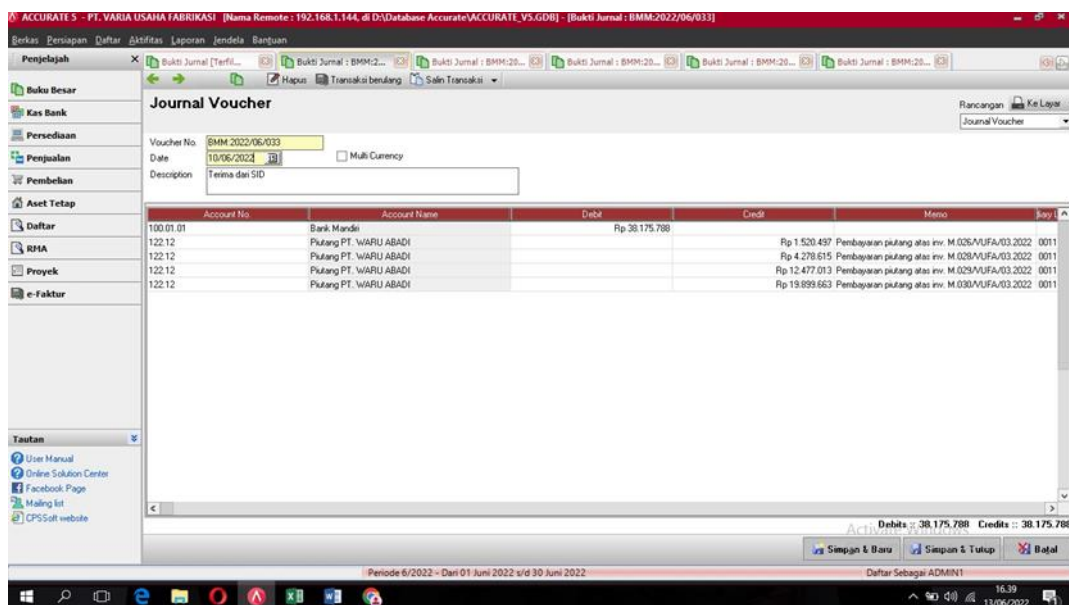 ACCURATE 5 - PT. VARIA USAHA FABRIKASI [Nama Remote : 192.168.1.144, di D:\Database Accurate\ACCURATE_V5.GDB] - [Bukti Jurnal : BMM:2022/06/033]
Berkas Persiapan Daftar Aktifitas Laporan Jendela Bantuan
Penjelajah
Bukti Jurnal [Terfil... Bukti Jurnal : BMM:2... Bukti Jurnal : BMM:20... Bukti Jurnal : BMM:20... Bukti Jurnal : BMM:20... Bukti Jurnal : BMM:20...
Hapus Transaksi berulang Salin Transaksi
Buku Besar
Kas Bank
Persediaan
Penjualan
Pembelian
Aset Tetap
Daftar
RMA
Proyek
e-Faktur
Journal Voucher
Rancangan Ke Layar
Journal Voucher
Voucher No. BMM:2022/06/033
Date 10/06/2022 Multi Currency
Description Terima dari SID
Account No. Account Name Debit Credit Memo
100.01.01 Bank Mandiri Rp 38.175.788
122.12 Piutang PT. WARU ABADI Rp 1.520.497 Pembayaran piutang atas inv. M.026/VUFA/03.2022 0011
122.12 Piutang PT. WARU ABADI Rp 4.278.615 Pembayaran piutang atas inv. M.028/VUFA/03.2022 0011
122.12 Piutang PT. WARU ABADI Rp 12.477.013 Pembayaran piutang atas inv. M.029/VUFA/03.2022 0011
122.12 Piutang PT. WARU ABADI Rp 19.899.663 Pembayaran piutang atas inv. M.030/VUFA/03.2022 0011
Tautan
User Manual
Online Solution Center
Facebook Page
Mailing list
CPSSoft website
Activate Windows
Debits :: 38.175.788 Credits :: 38.175.788
Simpan & Baru Simpan & Tutup Batal
Periode 6/2022 - Dari 01 Juni 2022 s/d 30 Juni 2022 Daftar Sebagai ADMIN1
16.39
13/06/2022